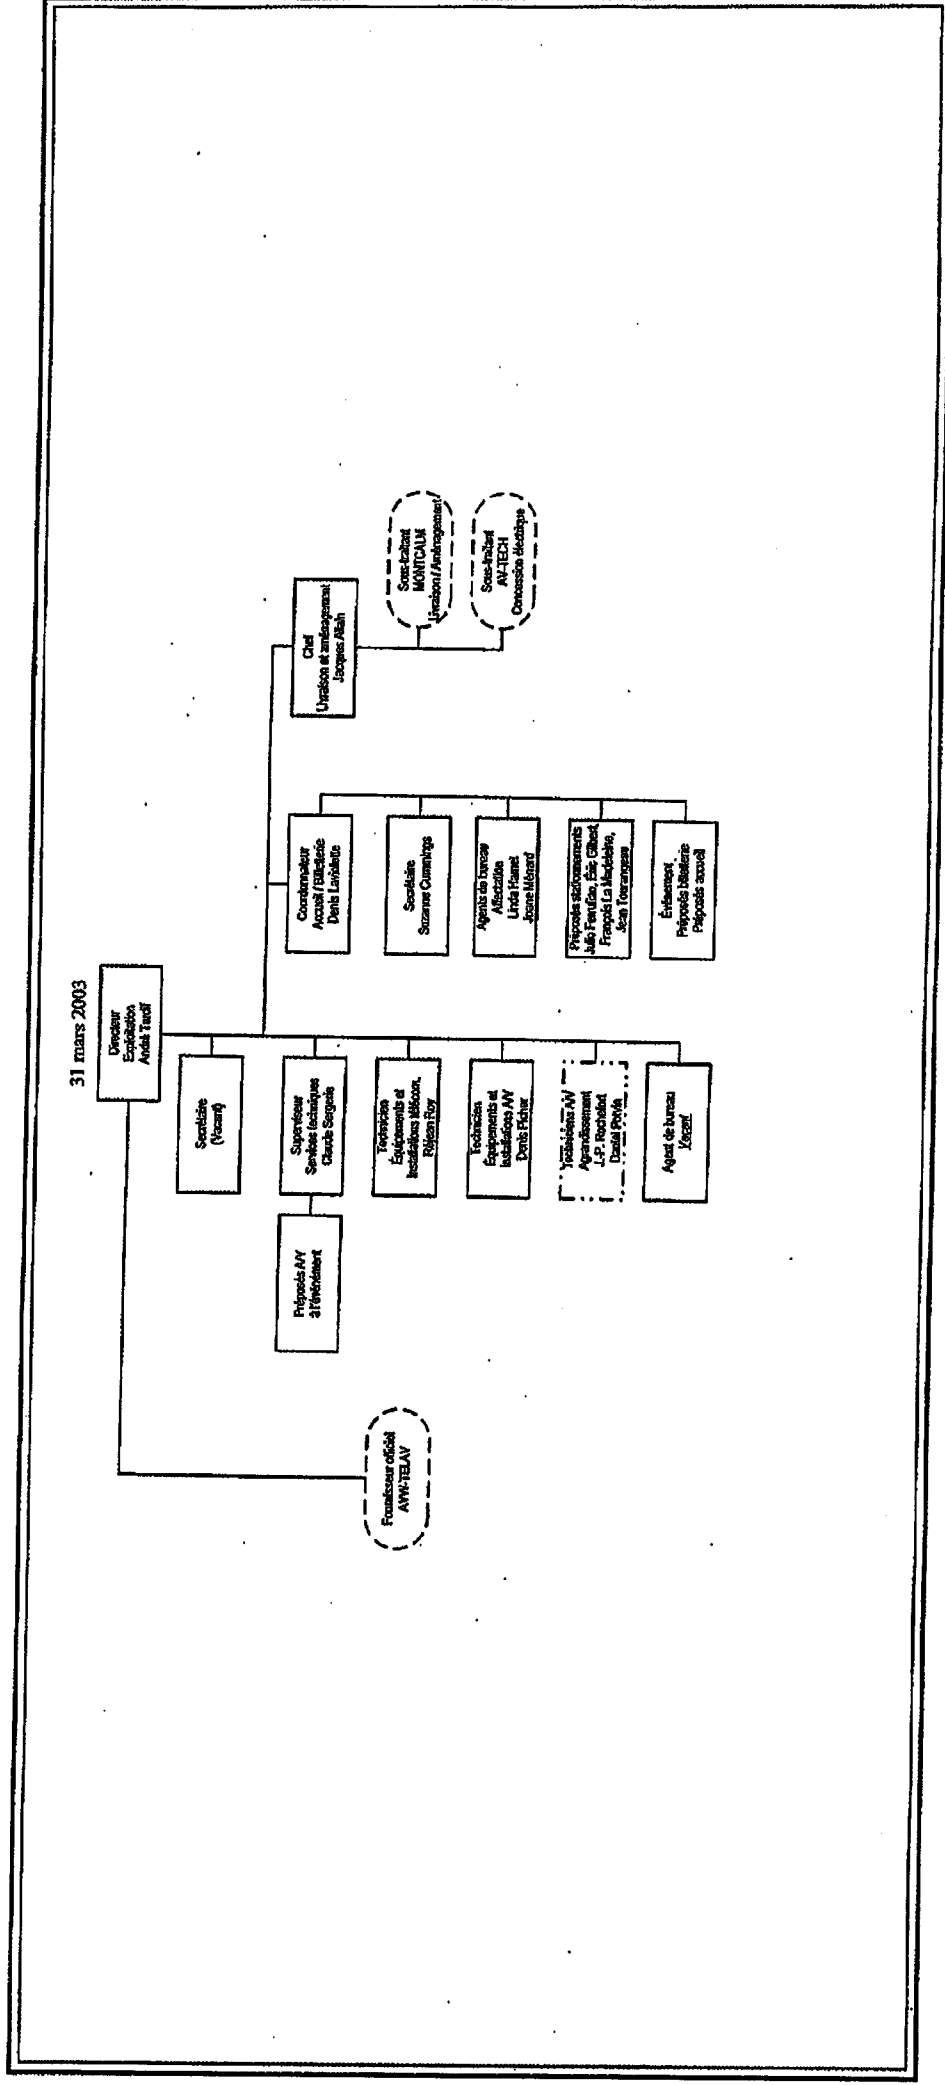 31 mars 2003
Directeur
Exploitation
André Tardif
Secrétaire
(Vacant)
Superviseur
Services techniques
Claude Sergerie
Préposés A/V
à l'événement
Technicien
Équipements et
Installations télécom.
Réjean Roy
Technicien
Équipements et
Installations A/V
Denis Picher
Techniciens A/V
Agrandissement
J.-P. Rochefort
Daniel Potvin
Agent de bureau
Vacant
Fournisseur officiel
AVW-TELAV
Coordonnateur
Accueil / Billetterie
Denis Laviolette
Secrétaire
Suzanne Cummings
Agents de bureau
Affectation
Linda Hamel
Joane Ménard
Préposés stationnements
Julio Ferrufino, Éric Gilbert,
François La Madeleine,
Jean Tourangeau
Événement
Préposés billetterie
Préposés accueil
Chef
Livraison et aménagement
Jacques Allain
Sous-traitant
MONTCALM
Livraison / Aménagement
Sous-traitant
AV-TECH
Concession électrique